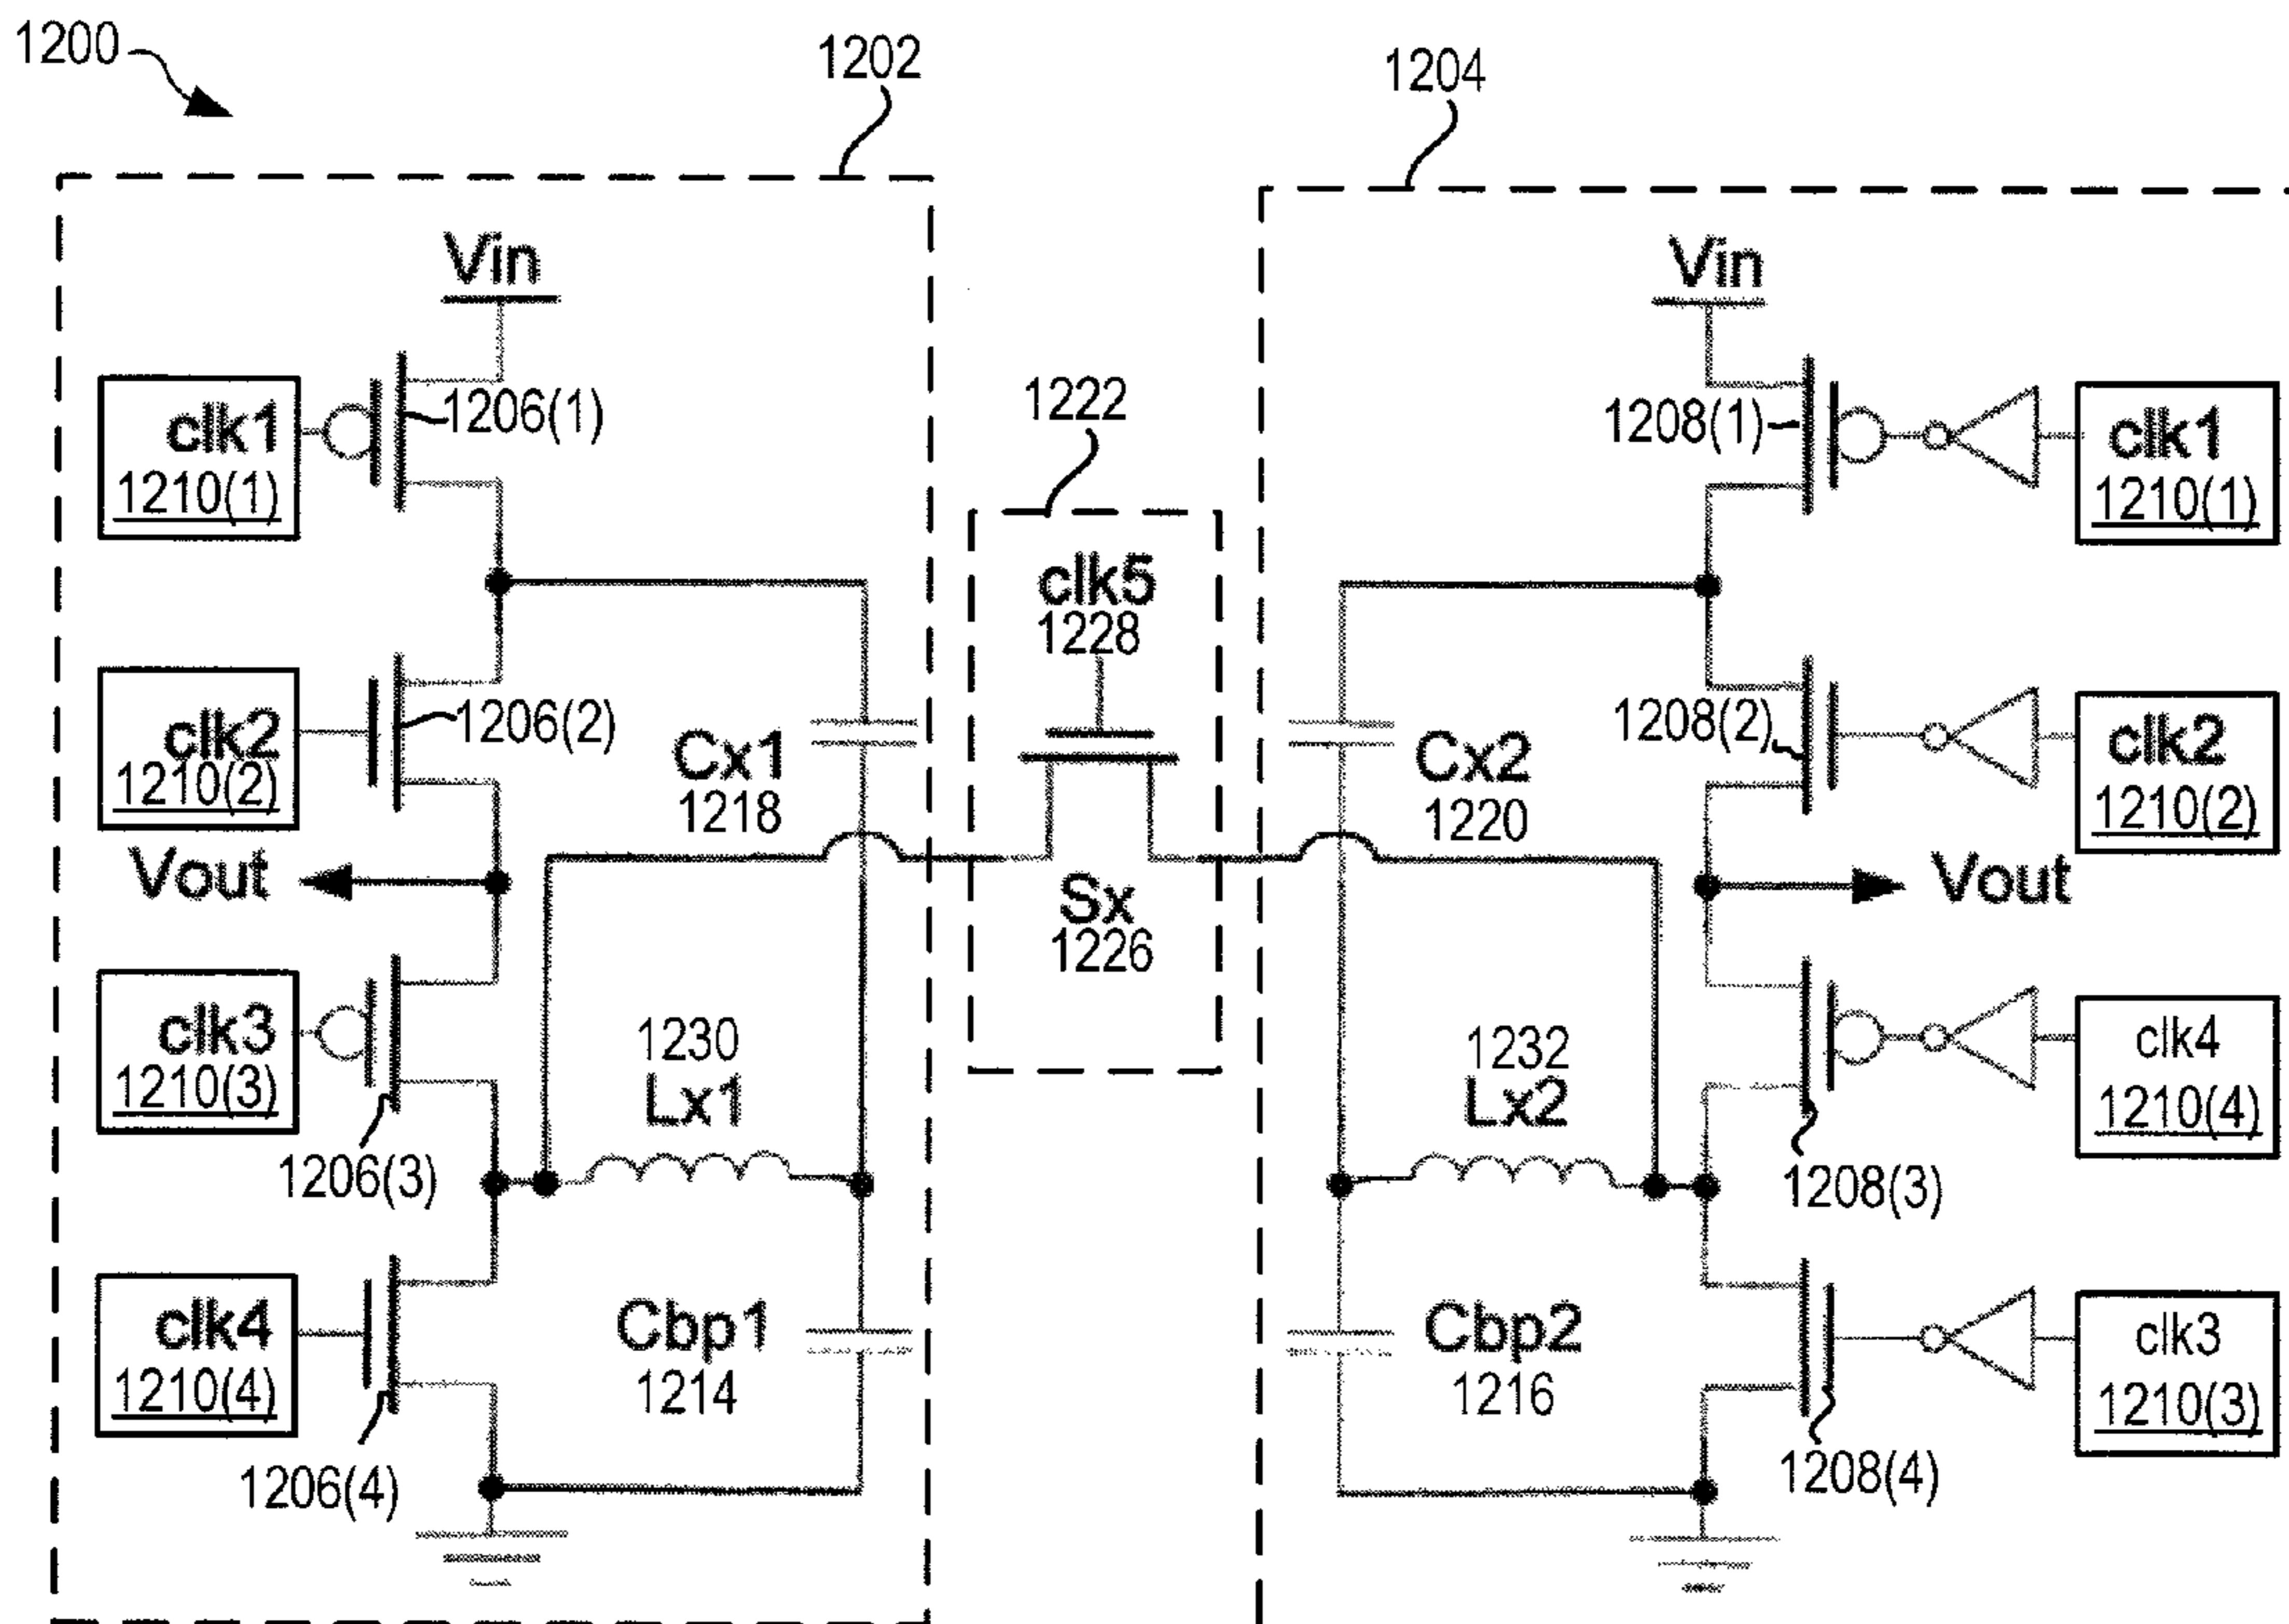 1200
1202
1204
Vin
Vin
clk1
1210(1)
1206(1)
1222
1208(1)
clk1
1210(1)
clk5
1228
clk2
1210(2)
1206(2)
Cx1
1218
Cx2
1220
1208(2)
clk2
1210(2)
Vout
Sx
1226
Vout
clk3
1210(3)
1206(3)
1230
Lx1
1232
Lx2
1208(3)
clk4
1210(4)
clk4
1210(4)
1206(4)
Cbp1
1214
Cbp2
1216
1208(4)
clk3
1210(3)